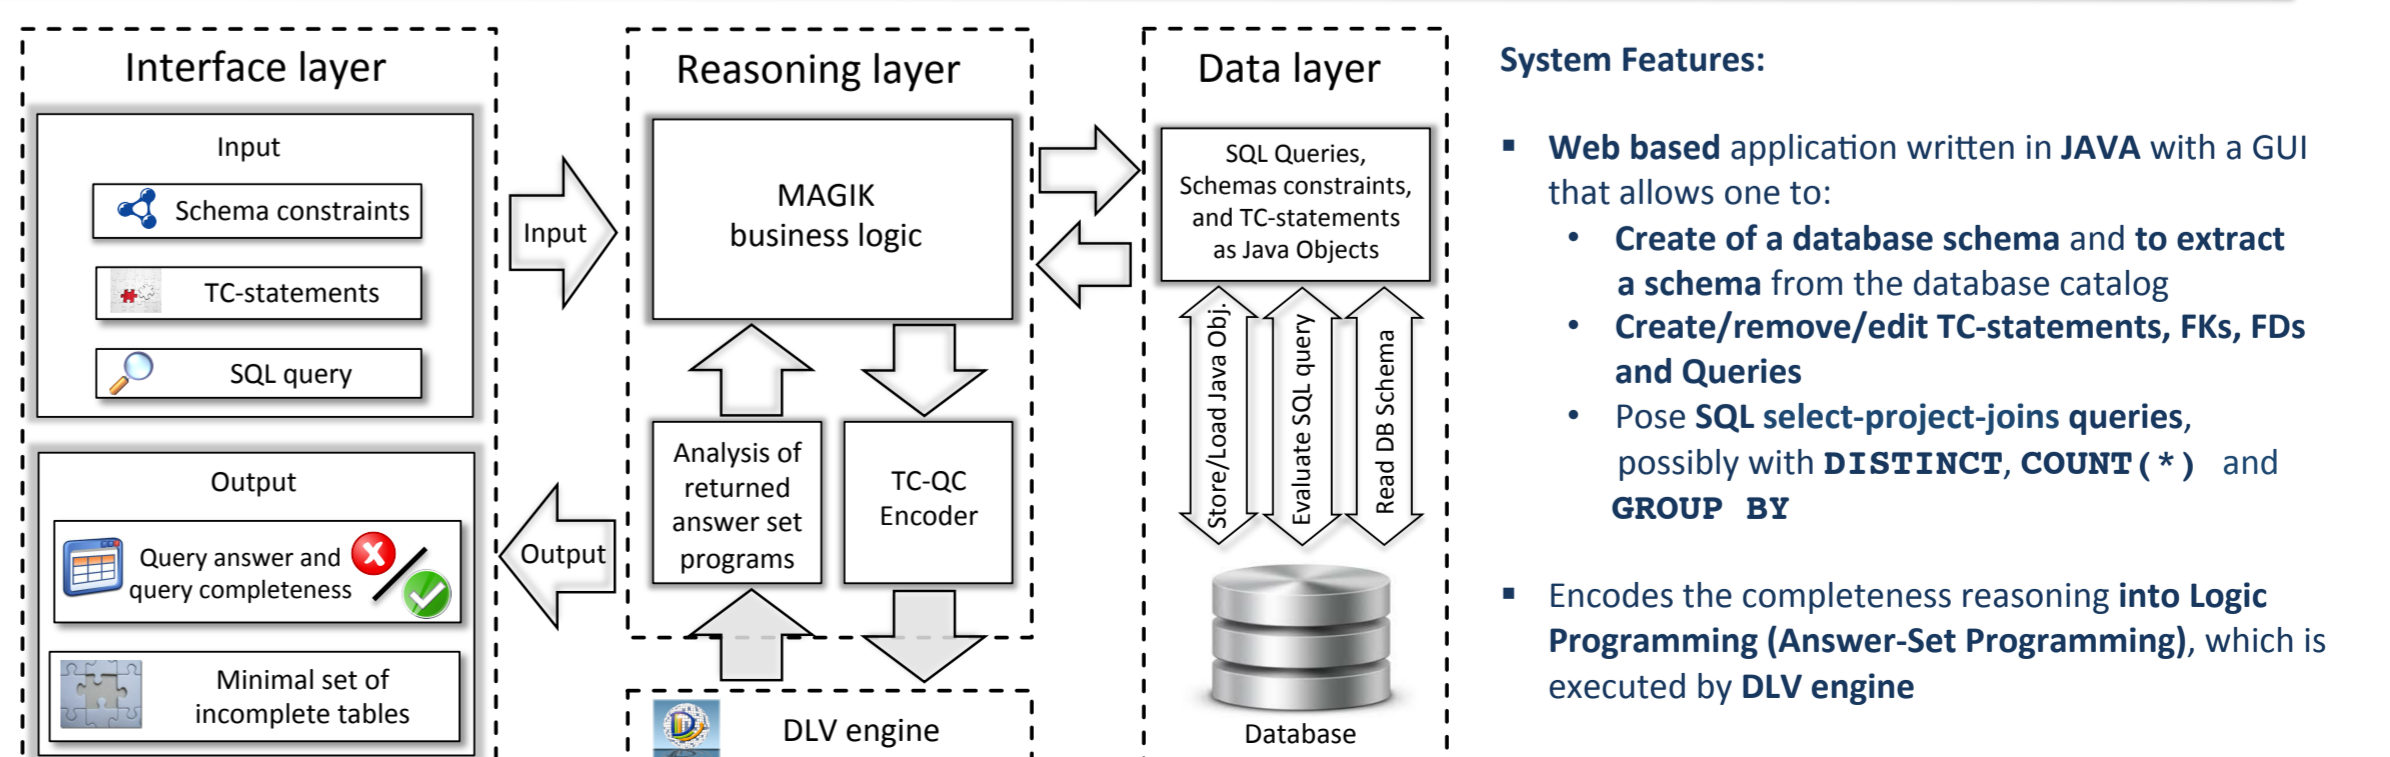 Interface layer
Input
Schema constraints
TC-statements
SQL query
Output
Query answer and
query completeness
Minimal set of
incomplete tables
Input
Output
Reasoning layer
MAGIK
business logic
Analysis of
returned
answer set
programs
TC-QC
Encoder
DLV engine
Data layer
SQL Queries,
Schemas constraints,
and TC-statements
as Java Objects
Store/Load Java Obj.
Evaluate SQL query
Read DB Schema
Database
System Features:
▪ Web based application written in JAVA with a GUI
that allows one to:
• Create of a database schema and to extract
a schema from the database catalog
• Create/remove/edit TC-statements, FKs, FDs
and Queries
• Pose SQL select-project-joins queries,
possibly with DISTINCT, COUNT(*) and
GROUP BY
▪ Encodes the completeness reasoning into Logic
Programming (Answer-Set Programming), which is
executed by DLV engine